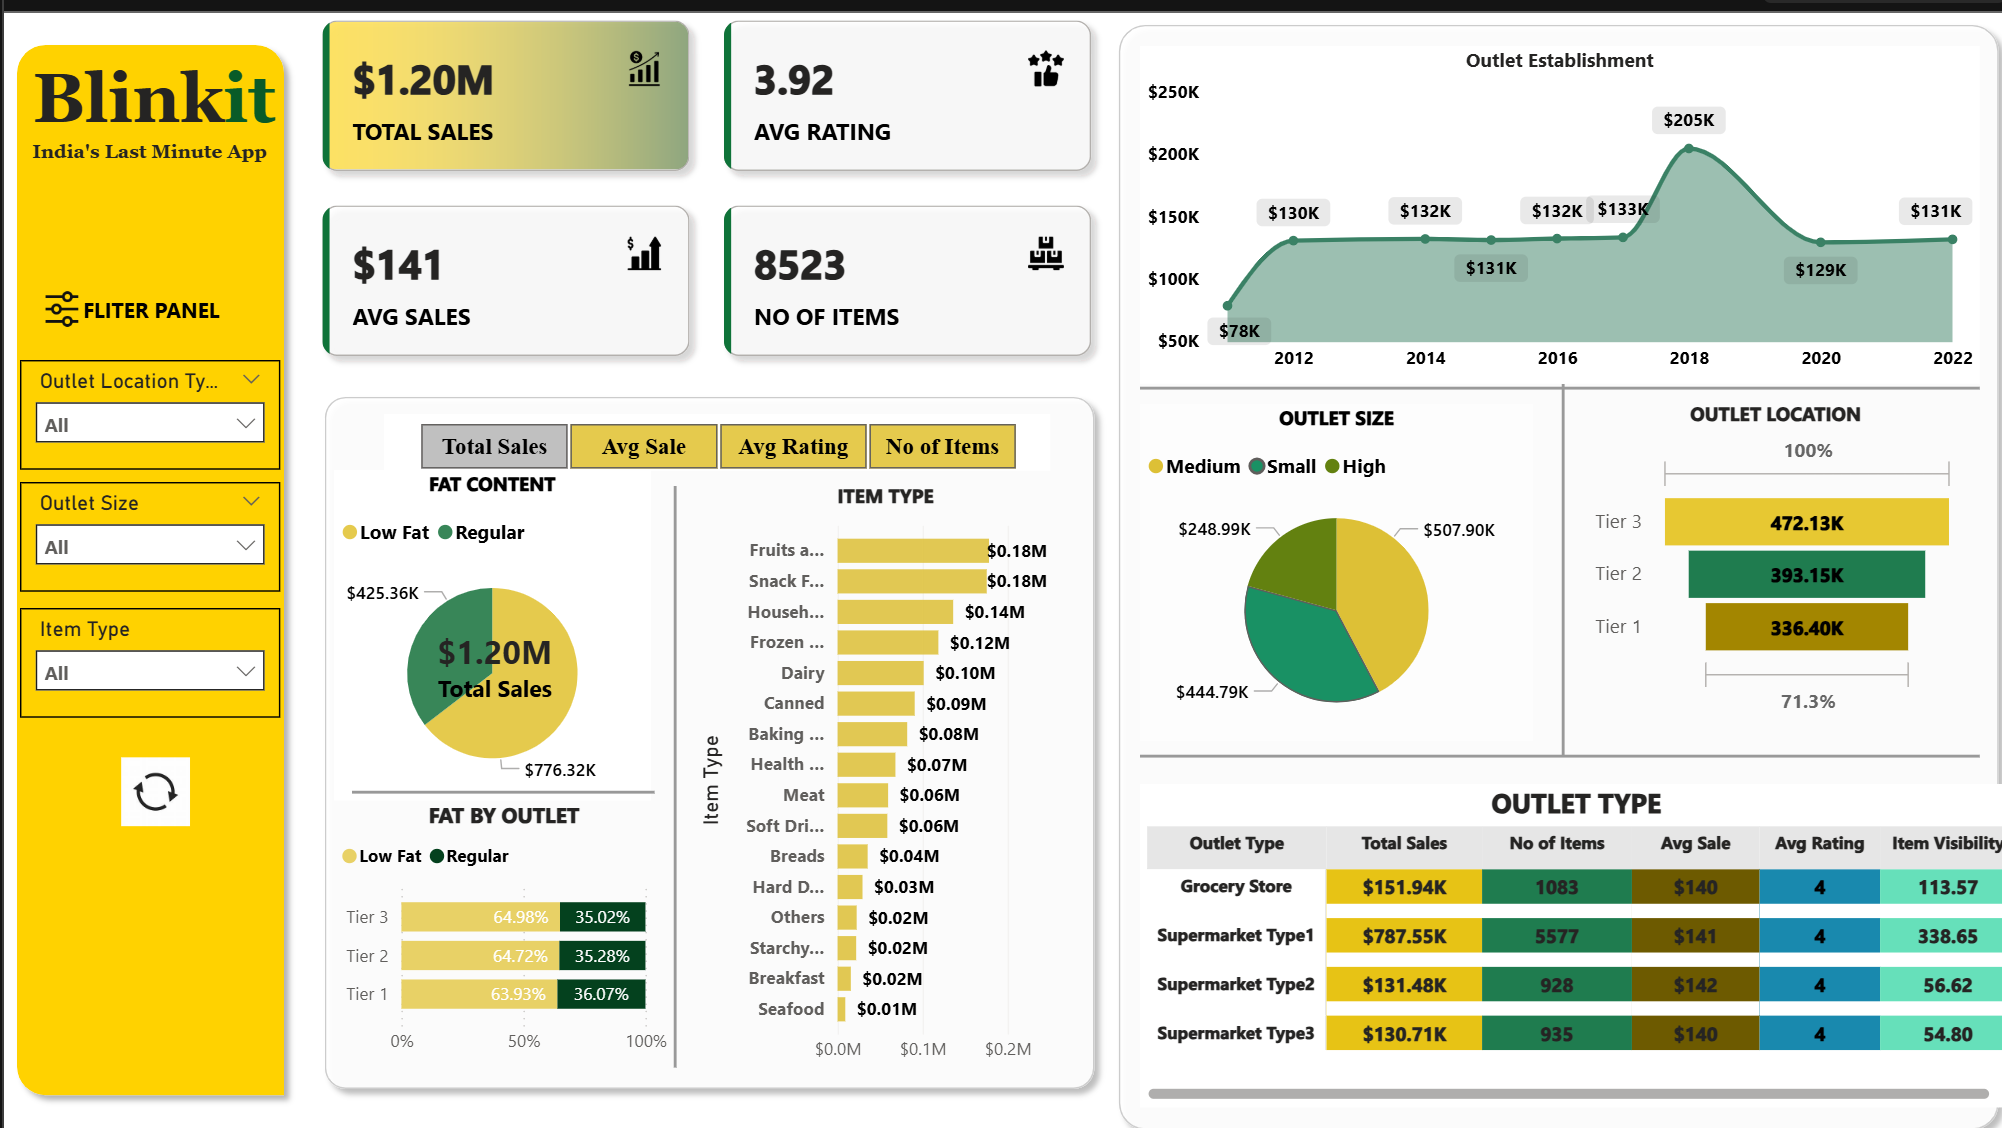 Blinkit
India's Last Minute App
FLITER PANEL
Outlet Location Ty...
All
Outlet Size
All
Item Type
All
$1.20M
TOTAL SALES
3.92
AVG RATING
$141
AVG SALES
8523
NO OF ITEMS
Total Sales
Avg Sale
Avg Rating
No of Items
FAT CONTENT
Low Fat
Regular
$425.36K
$1.20M
Total Sales
$776.32K
FAT BY OUTLET
Low Fat
Regular
Tier 3 64.98% 35.02%
Tier 2 64.72% 35.28%
Tier 1 63.93% 36.07%
0% 50% 100%
ITEM TYPE
Item Type
Fruits a... $0.18M
Snack F... $0.18M
Househ... $0.14M
Frozen ... $0.12M
Dairy $0.10M
Canned $0.09M
Baking ... $0.08M
Health ... $0.07M
Meat $0.06M
Soft Dri... $0.06M
Breads $0.04M
Hard D... $0.03M
Others $0.02M
Starchy... $0.02M
Breakfast $0.02M
Seafood $0.01M
$0.0M $0.1M $0.2M
Outlet Establishment
$250K
$200K
$150K
$100K
$50K
$78K
$130K
$132K
$131K
$132K
$133K
$205K
$129K
$131K
2012 2014 2016 2018 2020 2022
OUTLET SIZE
Medium Small High
$248.99K
$507.90K
$444.79K
OUTLET LOCATION
100%
Tier 3 472.13K
Tier 2 393.15K
Tier 1 336.40K
71.3%
OUTLET TYPE
Outlet Type Total Sales No of Items Avg Sale Avg Rating Item Visibility
Grocery Store $151.94K 1083 $140 4 113.57
Supermarket Type1 $787.55K 5577 $141 4 338.65
Supermarket Type2 $131.48K 928 $142 4 56.62
Supermarket Type3 $130.71K 935 $140 4 54.80